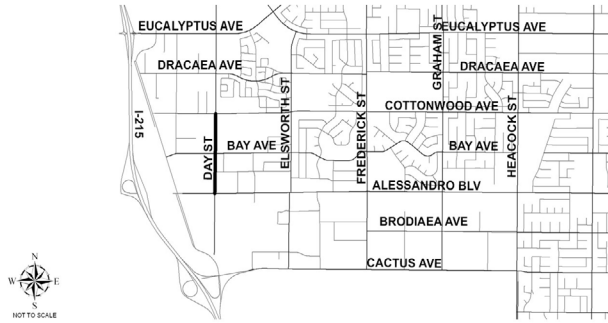 EUCALYPTUS AVE
EUCALYPTUS AVE
DRACAEA AVE
DRACAEA AVE
GRAHAM ST
ELSWORTH ST
FREDERICK ST
COTTONWOOD AVE
HEACOCK ST
I-215
DAY ST
BAY AVE
BAY AVE
ALESSANDRO BLV
BRODIAEA AVE
CACTUS AVE
N
W E
S
NOT TO SCALE